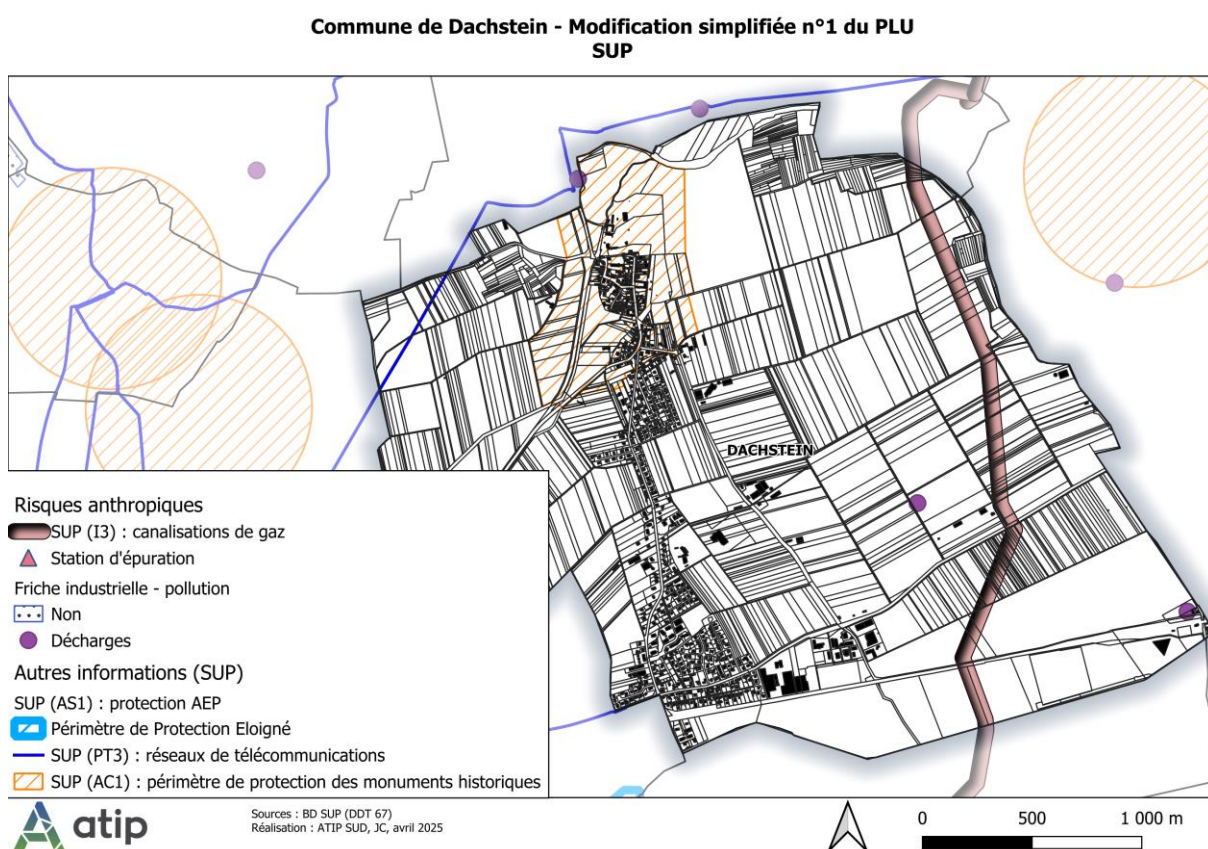 Commune de Dachstein - Modification simplifiée n°1 du PLU
SUP
DACHSTEIN
Risques anthropiques
SUP (I3) : canalisations de gaz
Station d'épuration
Friche industrielle - pollution
Non
Décharges
Autres informations (SUP)
SUP (AS1) : protection AEP
Périmètre de Protection Eloigné
SUP (PT3) : réseaux de télécommunications
SUP (AC1) : périmètre de protection des monuments historiques
atip
Sources : BD SUP (DDT 67)
Réalisation : ATIP SUD, JC, avril 2025
0 500 1 000 m